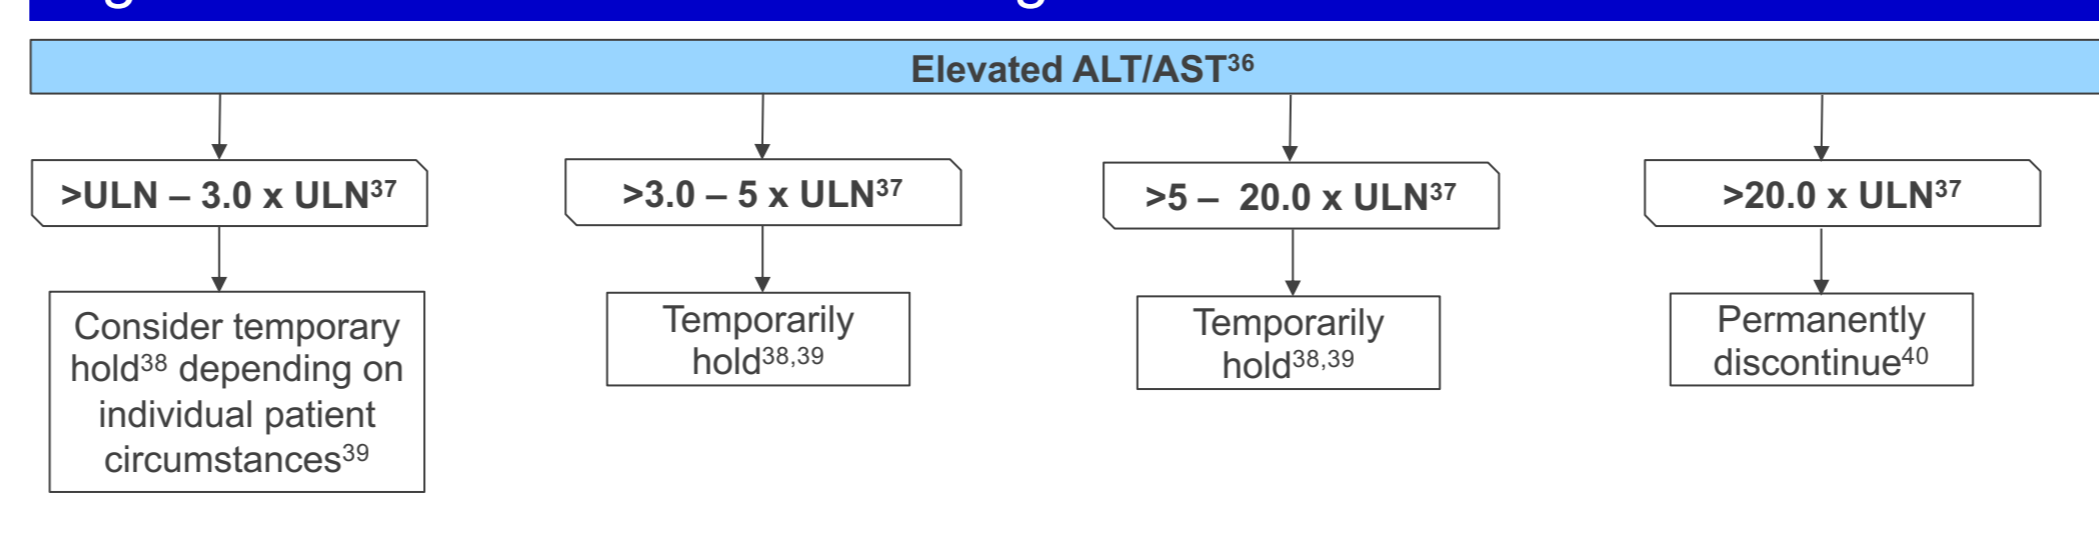 Elevated ALT/AST36
>ULN – 3.0 x ULN37
>3.0 – 5 x ULN37
>5 –  20.0 x ULN37
>20.0 x ULN37
Consider temporary
hold38 depending on
individual patient
circumstances39
Temporarily
hold38,39
Temporarily
hold38,39
Permanently
discontinue40